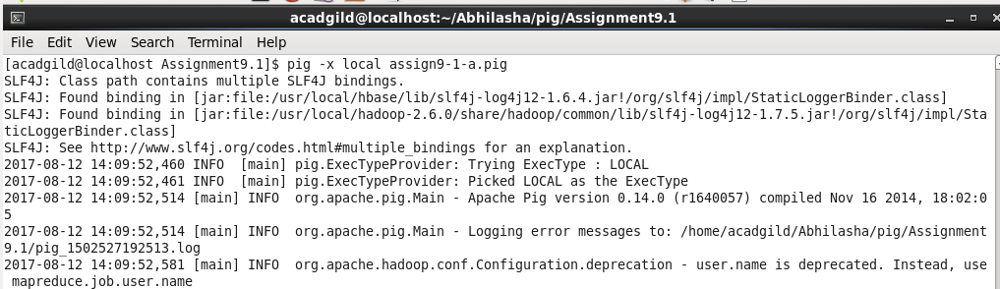 acadgild@localhost:~/Abhilasha/pig/Assignment9.1
File Edit View Search Terminal Help
[acadgild@localhost Assignment9.1]$ pig -x local assign9-1-a.pig
SLF4J: Class path contains multiple SLF4J bindings.
SLF4J: Found binding in [jar:file:/usr/local/hbase/lib/slf4j-log4j12-1.6.4.jar!/org/slf4j/impl/StaticLoggerBinder.class]
SLF4J: Found binding in [jar:file:/usr/local/hadoop-2.6.0/share/hadoop/common/lib/slf4j-log4j12-1.7.5.jar!/org/slf4j/impl/Sta
ticLoggerBinder.class]
SLF4J: See http://www.slf4j.org/codes.html#multiple_bindings for an explanation.
2017-08-12 14:09:52,460 INFO  [main] pig.ExecTypeProvider: Trying ExecType : LOCAL
2017-08-12 14:09:52,461 INFO  [main] pig.ExecTypeProvider: Picked LOCAL as the ExecType
2017-08-12 14:09:52,514 [main] INFO  org.apache.pig.Main - Apache Pig version 0.14.0 (r1640057) compiled Nov 16 2014, 18:02:0
5
2017-08-12 14:09:52,514 [main] INFO  org.apache.pig.Main - Logging error messages to: /home/acadgild/Abhilasha/pig/Assignment
9.1/pig_1502527192513.log
2017-08-12 14:09:52,581 [main] INFO  org.apache.hadoop.conf.Configuration.deprecation - user.name is deprecated. Instead, use
 mapreduce.job.user.name